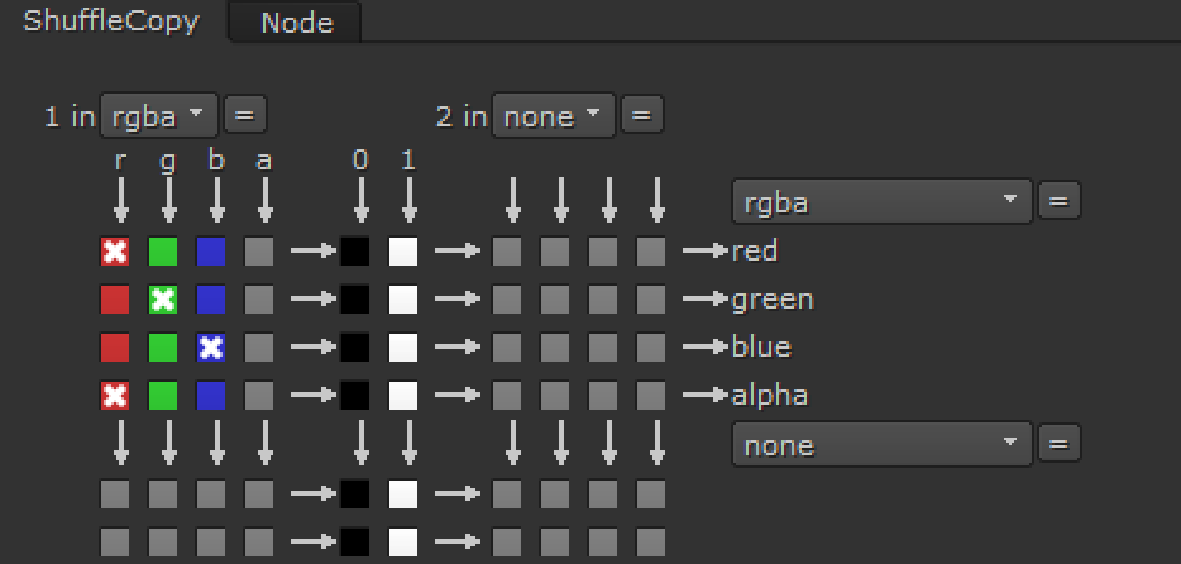 ShuffleCopy Node
1 in rgba = 2 in none =
r g b a 0 1
rgba =
red
green
blue
alpha
none =